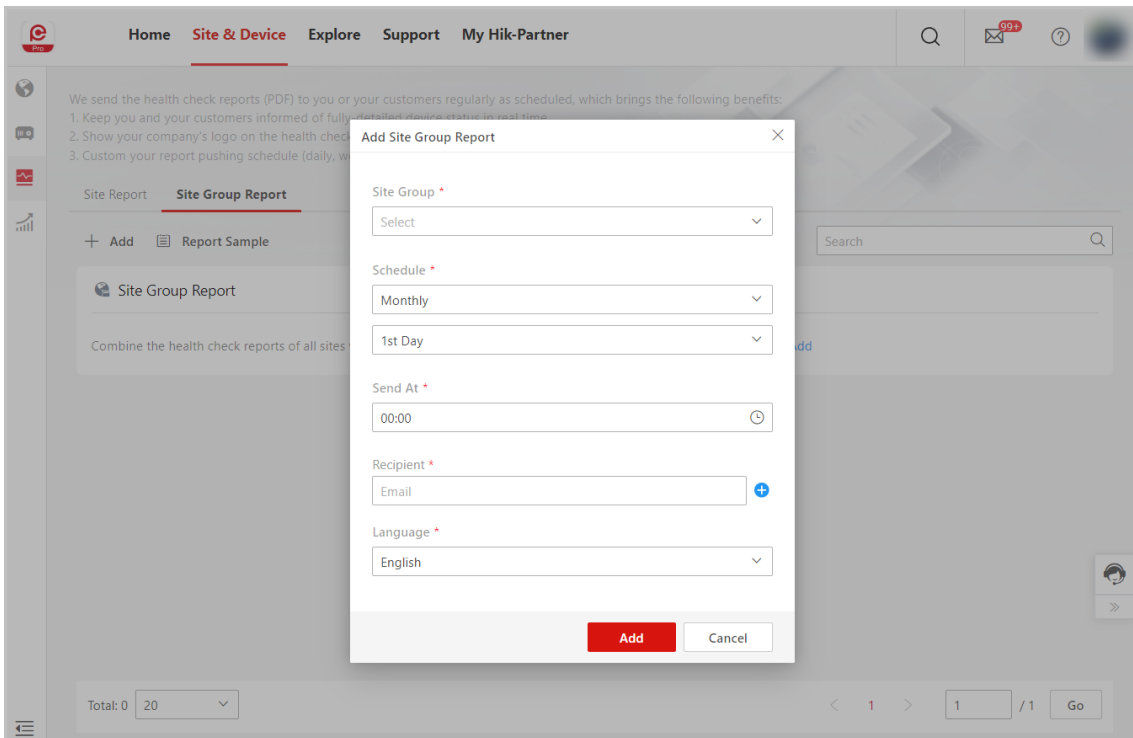 Pro
Home Site & Device Explore Support My Hik-Partner
99+
We send the health check reports (PDF) to you or your customers regularly as scheduled, which brings the following benefits:
1. Keep you and your customers informed of fully-detailed device status in real time.
2. Show your company's logo on the health check
3. Custom your report pushing schedule (daily, we
Site Report Site Group Report
Add Report Sample
Search
Site Group Report
Combine the health check reports of all sites
Add
Add Site Group Report
Site Group *
Select
Schedule *
Monthly
1st Day
Send At *
00:00
Recipient *
Email
Language *
English
Add Cancel
Total: 0 20
1 1 / 1 Go